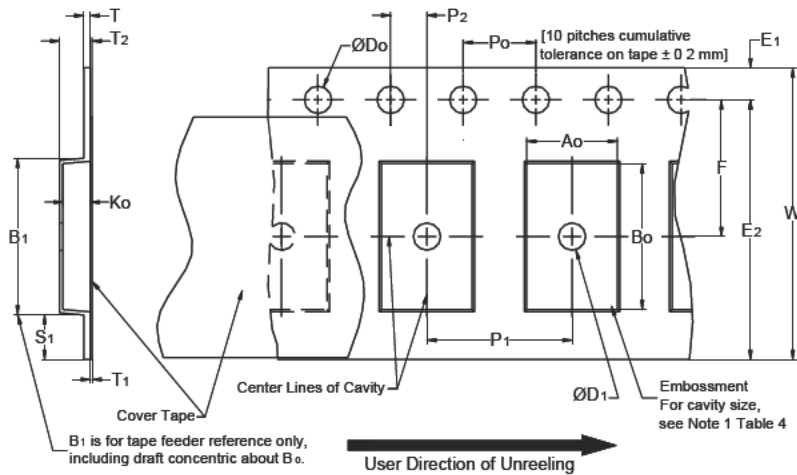 T
T2
P2
ØDo
Po
[10 pitches cumulative
tolerance on tape ± 0 2 mm]
E1
Ao
F
W
Ko
B1
Bo
E2
S1
P1
T1
Center Lines of Cavity
ØD1
Embossment
For cavity size,
see Note 1 Table 4
Cover Tape
B1 is for tape feeder reference only,
including draft concentric about Bo.
User Direction of Unreeling